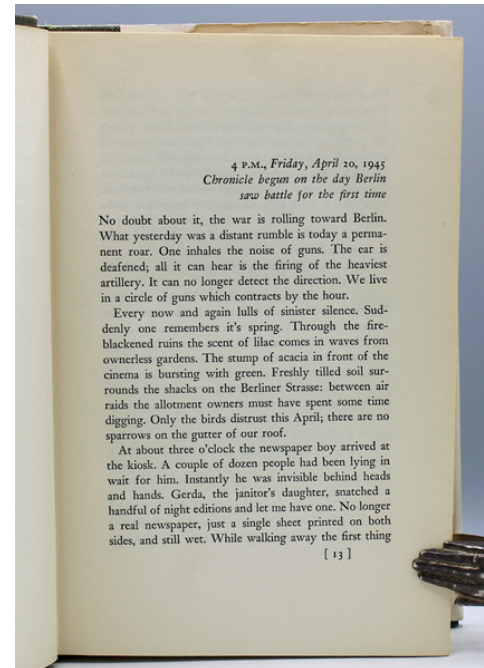 4 P.M., Friday, April 20, 1945
Chronicle begun on the day Berlin
saw battle for the first time
No doubt about it, the war is rolling toward Berlin.
What yesterday was a distant rumble is today a perma-
nent roar. One inhales the noise of guns. The ear is
deafened; all it can hear is the firing of the heaviest
artillery. It can no longer detect the direction. We live
in a circle of guns which contracts by the hour.
Every now and again lulls of sinister silence. Sud-
denly one remembers it's spring. Through the fire-
blackened ruins the scent of lilac comes in waves from
ownerless gardens. The stump of acacia in front of the
cinema is bursting with green. Freshly tilled soil sur-
rounds the shacks on the Berliner Strasse: between air
raids the allotment owners must have spent some time
digging. Only the birds distrust this April; there are no
sparrows on the gutter of our roof.
At about three o'clock the newspaper boy arrived at
the kiosk. A couple of dozen people had been lying in
wait for him. Instantly he was invisible behind heads
and hands. Gerda, the janitor's daughter, snatched a
handful of night editions and let me have one. No longer
a real newspaper, just a single sheet printed on both
sides, and still wet. While walking away the first thing
[ 13 ]